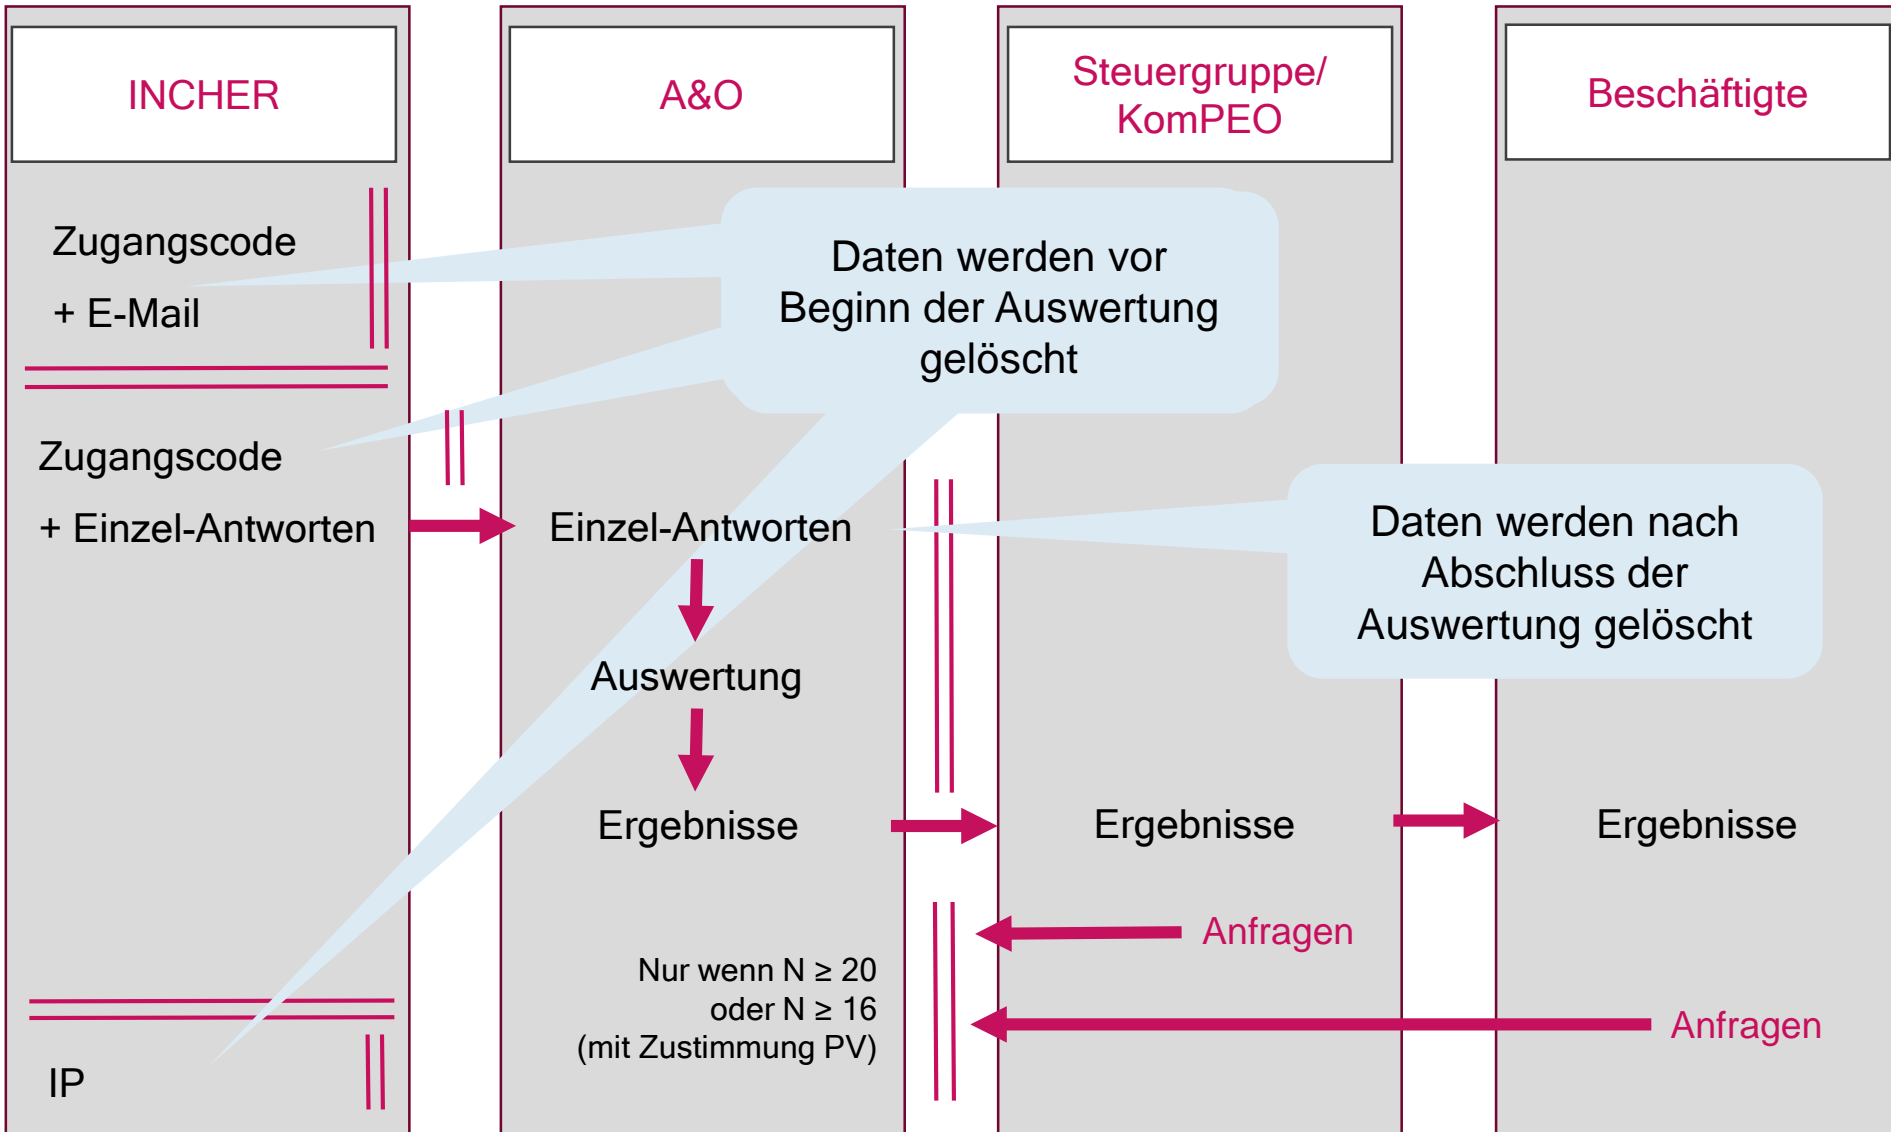 INCHER
A&O
Steuergruppe/
KomPEO
Beschäftigte
Zugangscode
+ E-Mail
Daten werden vor
Beginn der Auswertung
gelöscht
Zugangscode
+ Einzel-Antworten
Einzel-Antworten
Daten werden nach
Abschluss der
Auswertung gelöscht
Auswertung
Ergebnisse
Ergebnisse
Ergebnisse
Anfragen
Nur wenn N ≥ 20
oder N ≥ 16
(mit Zustimmung PV)
Anfragen
IP